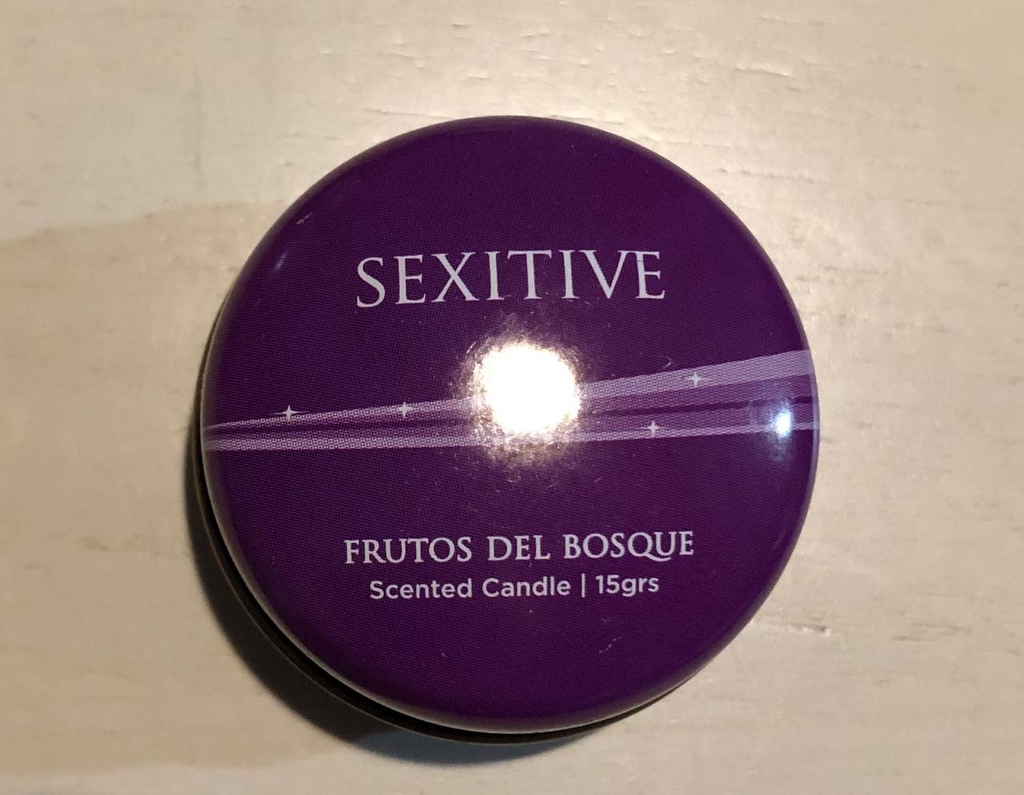 SEXITIVE
FRUTOS DEL BOSQUE
Scented Candle | 15grs